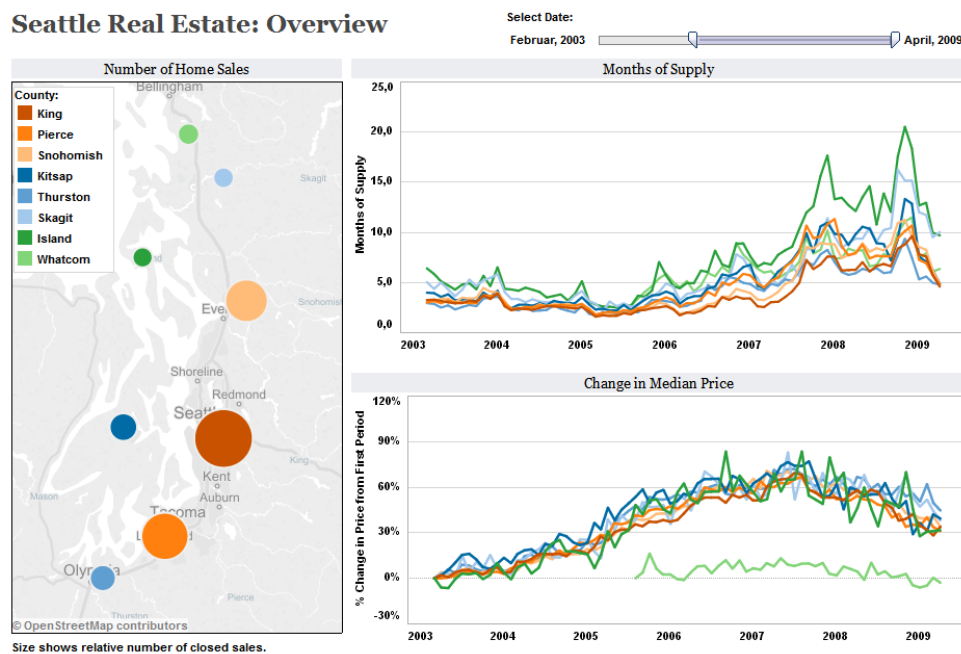 Seattle Real Estate: Overview
Select Date:
Februar, 2003
April, 2009
Number of Home Sales
Bellingham
County:
King
Pierce
Snohomish
Kitsap
Thurston
Skagit
Island
Whatcom
Skagit
Snohomish
Shoreline
Redmond
King
Kent
Auburn
Mason
Tacoma
Pierce
Thurston
© OpenStreetMap contributors
Size shows relative number of closed sales.
Months of Supply
Months of Supply
25,0
20,0
15,0
10,0
5,0
0,0
2003 2004 2005 2006 2007 2008 2009
Change in Median Price
% Change in Price from First Period
120%
90%
60%
30%
0%
-30%
2003 2004 2005 2006 2007 2008 2009